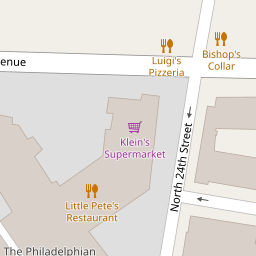 Bishop's
Collar
Luigi's
Pizzeria
enue
Klein's
Supermarket
North 24th Street
Little Pete's
Restaurant
The Philadelphian